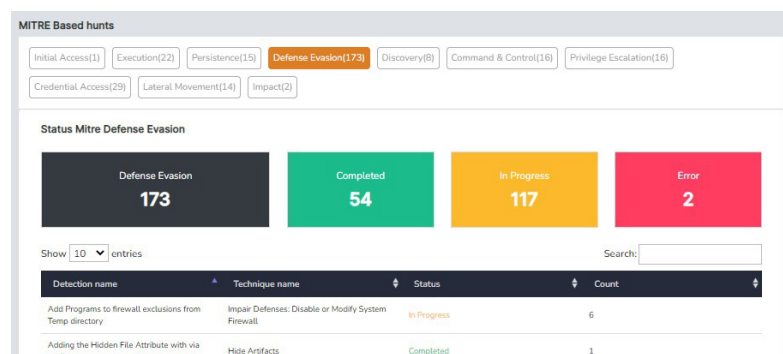 MITRE Based hunts
Initial Access(1) Execution(22) Persistence(15) Defense Evasion(173) Discovery(8) Command & Control(16) Privilege Escalation(16)
Credential Access(29) Lateral Movement(14) Impact(2)
Status Mitre Defense Evasion
Defense Evasion Completed In Progress Error
173 54 117 2
Show 10 entries Search:
Detection name Technique name Status Count
Add Programs to firewall exclusions from Impair Defenses: Disable or Modify System In Progress 6
Temp directory Firewall
Adding the Hidden File Attribute with via
Hide Artifacts Completed 1